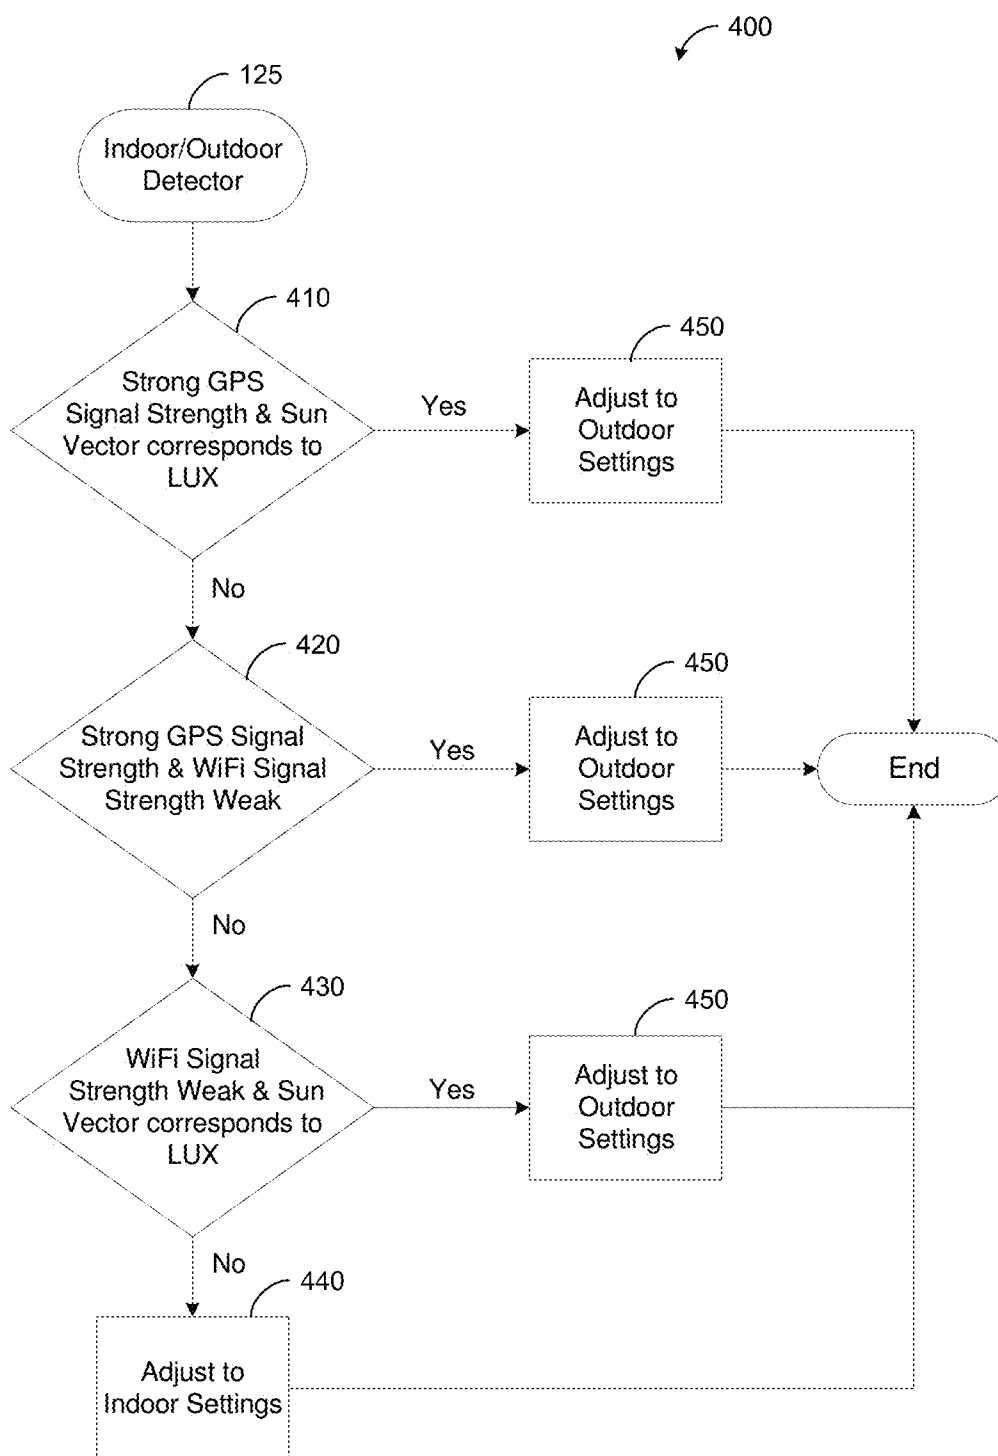 400
125
Indoor/Outdoor
Detector
410
Strong GPS
Signal Strength & Sun
Vector corresponds to
LUX
Yes
450
Adjust to
Outdoor
Settings
No
420
Strong GPS Signal
Strength & WiFi Signal
Strength Weak
Yes
450
Adjust to
Outdoor
Settings
End
No
430
WiFi Signal
Strength Weak & Sun
Vector corresponds to
LUX
Yes
450
Adjust to
Outdoor
Settings
No
440
Adjust to
Indoor Settings